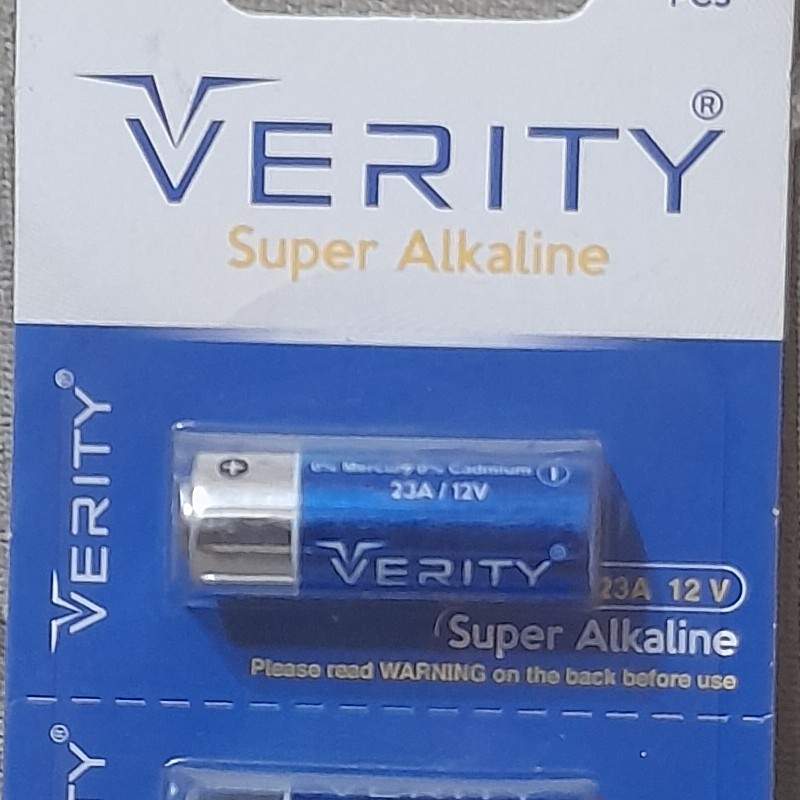 PCS
VERITY®
Super Alkaline
VERITY®
0% Mercury 0% Cadmium
23A / 12V
VERITY®
23A 12 V
Super Alkaline
Please read WARNING on the back before use